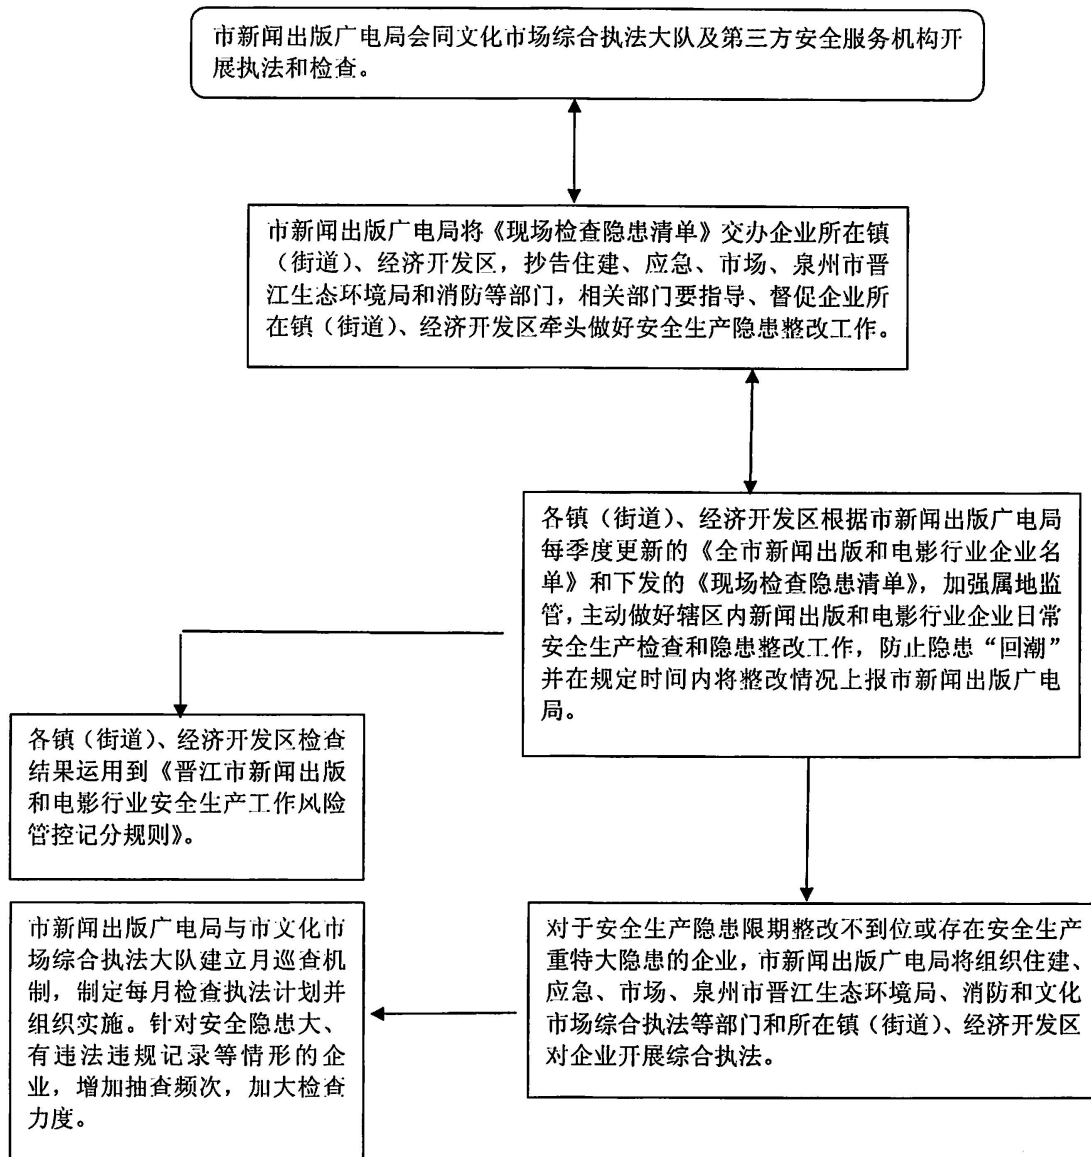 市新闻出版广电局会同文化市场综合执法大队及第三方安全服务机构开
展执法和检查。
市新闻出版广电局将《现场检查隐患清单》交办企业所在镇
（街道）、经济开发区，抄告住建、应急、市场、泉州市晋
江生态环境局和消防等部门，相关部门要指导、督促企业所
在镇（街道）、经济开发区牵头做好安全生产隐患整改工作。
各镇（街道）、经济开发区根据市新闻出版广电局
每季度更新的《全市新闻出版和电影行业企业名
单》和下发的《现场检查隐患清单》，加强属地监
管，主动做好辖区内新闻出版和电影行业企业日常
安全生产检查和隐患整改工作，防止隐患“回潮”
并在规定时间内将整改情况上报市新闻出版广电
局。
各镇（街道）、经济开发区检查
结果运用到《晋江市新闻出版
和电影行业安全生产工作风险
管控记分规则》。
市新闻出版广电局与市文化市
场综合执法大队建立月巡查机
制，制定每月检查执法计划并
组织实施。针对安全隐患大、
有违法违规记录等情形的企
业，增加抽查频次，加大检查
力度。
对于安全生产隐患限期整改不到位或存在安全生产
重特大隐患的企业，市新闻出版广电局将组织住建、
应急、市场、泉州市晋江生态环境局、消防和文化
市场综合执法等部门和所在镇（街道）、经济开发区
对企业开展综合执法。